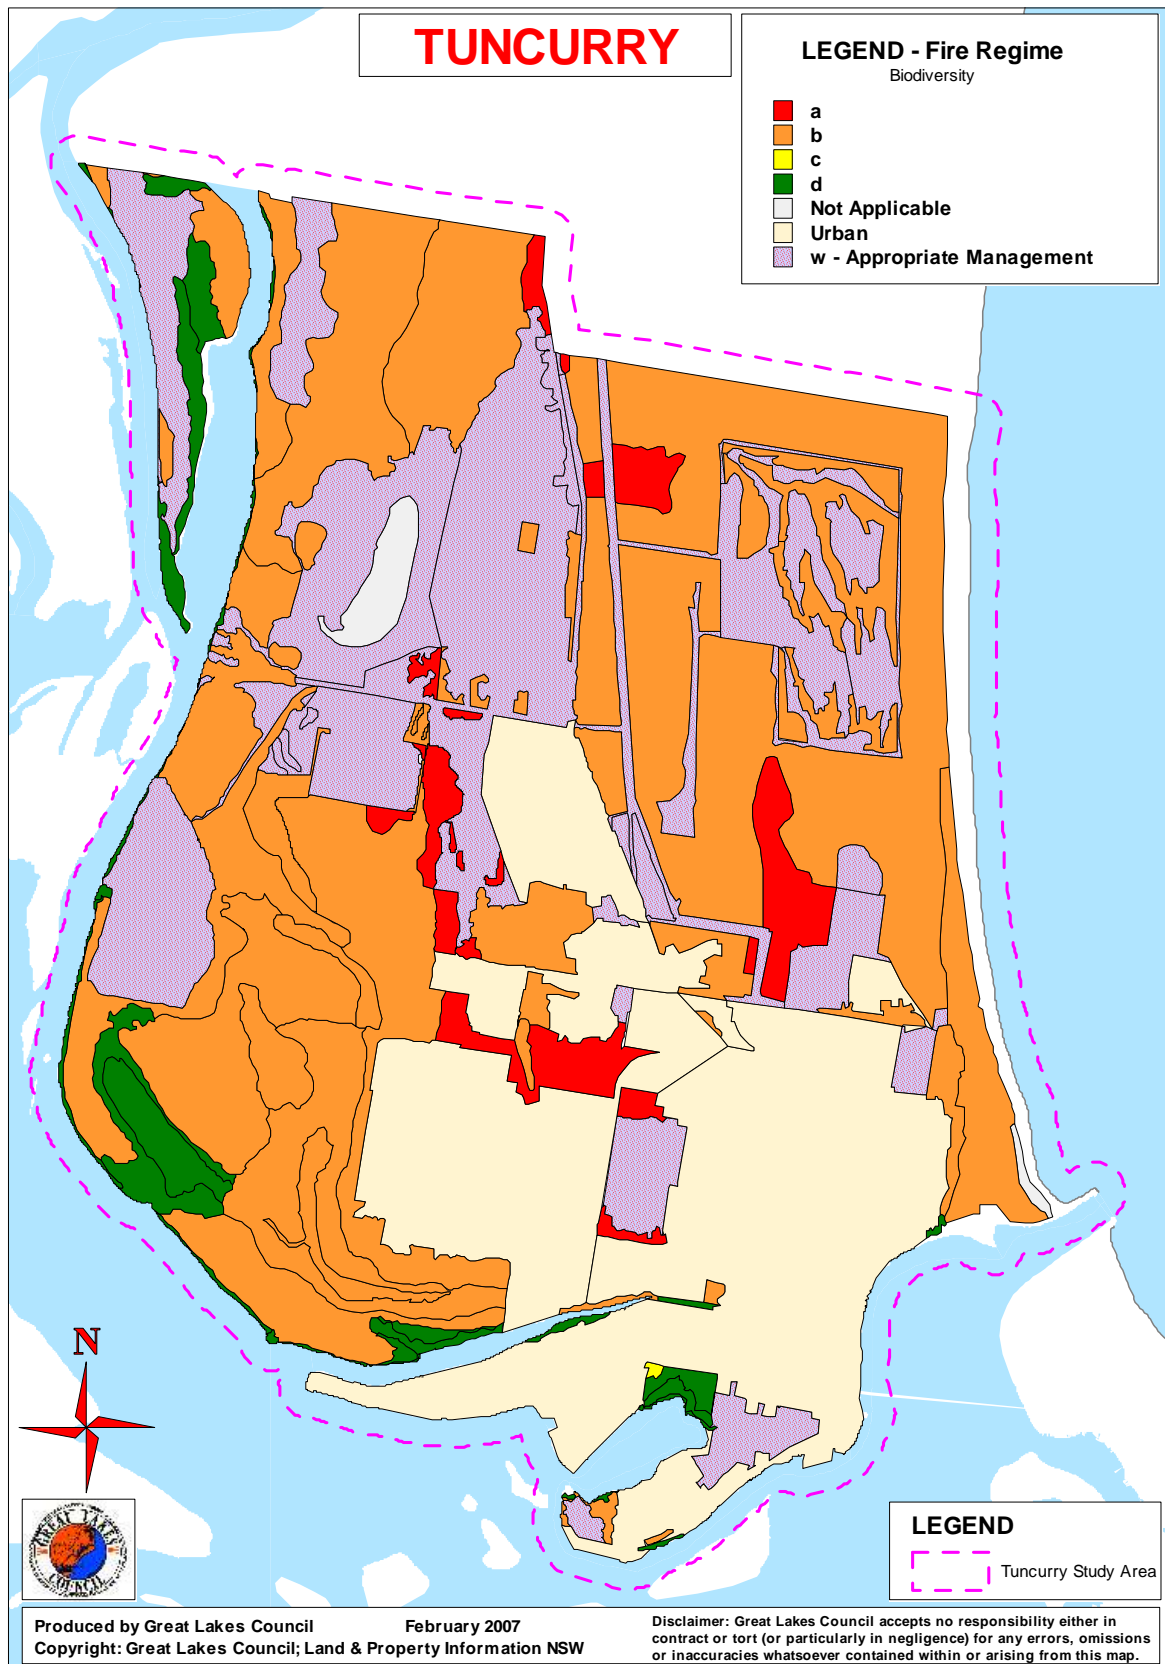 TUNCURRY
LEGEND - Fire Regime
Biodiversity
a
b
c
d
Not Applicable
Urban
w - Appropriate Management
N
GREAT LAKES
COUNCIL
LEGEND
Tuncurry Study Area
Produced by Great Lakes Council February 2007
Copyright: Great Lakes Council; Land & Property Information NSW
Disclaimer: Great Lakes Council accepts no responsibility either in
contract or tort (or particularly in negligence) for any errors, omissions
or inaccuracies whatsoever contained within or arising from this map.